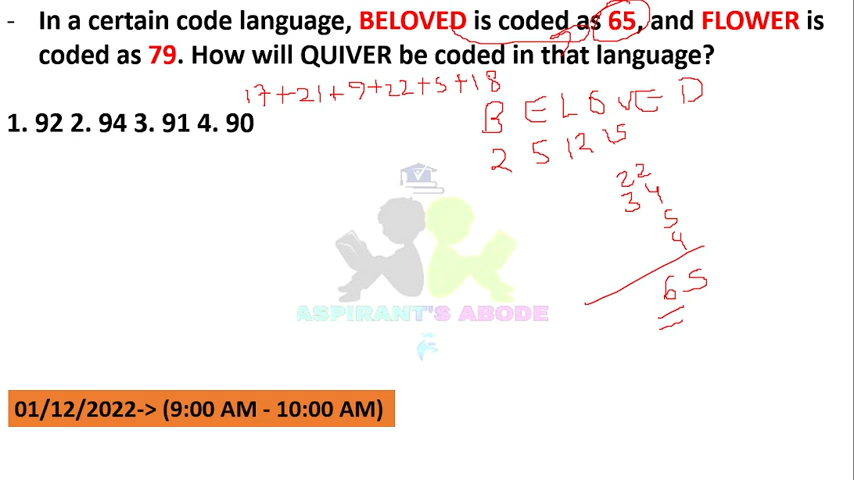 - In a certain code language, BELOVED is coded as 65, and FLOWER is
coded as 79. How will QUIVER be coded in that language?
17+21+9+22+5+18
1. 92 2. 94 3. 91 4. 90
B E L O V E D
2 5 12 15
22
34
5
4
65
ASPIRANT'S ABODE
01/12/2022-> (9:00 AM - 10:00 AM)